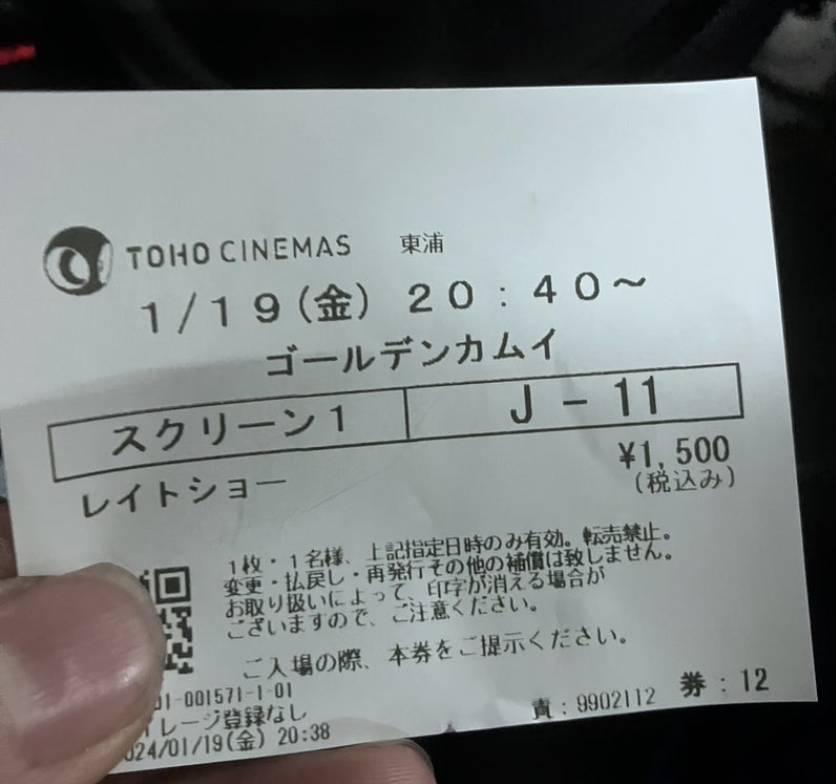 TOHO CINEMAS 東浦
1/19(金) 20:40~
ゴールデンカムイ
スクリーン1 J-11
¥1,500
レイトショー (税込み)
1枚・1名様、上記指定日時のみ有効。転売禁止。
変更・払戻し・再発行その他の補償は致しません。
お取り扱いによって、印字が消える場合が
ございますので、ご注意ください。
ご入場の際、本券をご提示ください。
01-001571-1-01
イレージ登録なし
024/01/19(金) 20:38 責:9902112 券:12